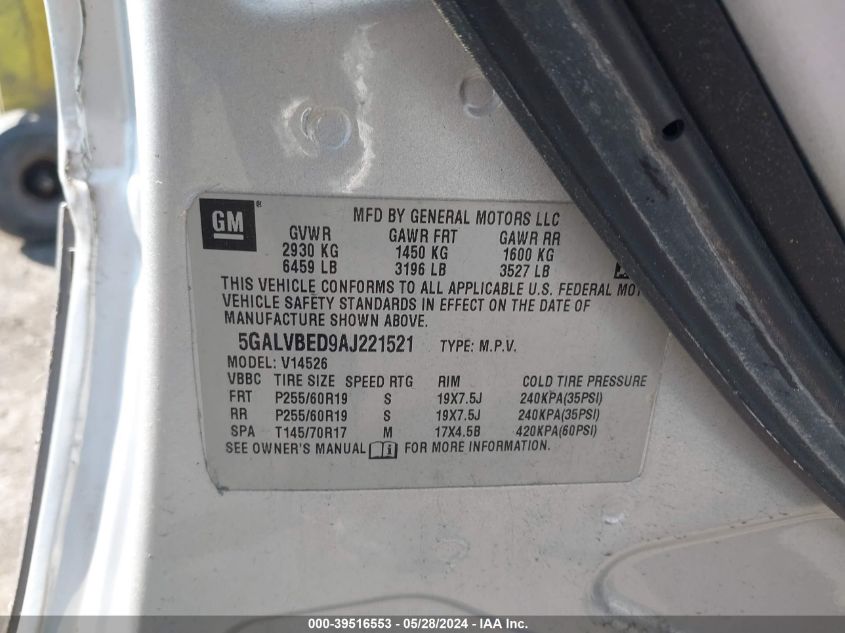 GM ®
MFD BY GENERAL MOTORS LLC
GVWR GAWR FRT GAWR RR
2930 KG 1450 KG 1600 KG
6459 LB 3196 LB 3527 LB
THIS VEHICLE CONFORMS TO ALL APPLICABLE U.S. FEDERAL
VEHICLE SAFETY STANDARDS IN EFFECT ON THE DATE OF
MANUFACTURE SHOWN ABOVE.
5GALVBED9AJ221521 TYPE: M.P.V.
MODEL: V14526
VBBC TIRE SIZE SPEED RTG RIM COLD TIRE PRESSURE
FRT P255/60R19 S 19X7.5J 240KPA(35PSI)
RR P255/60R19 S 19X7.5J 240KPA(35PSI)
SPA T145/70R17 M 17X4.5B 420KPA(60PSI)
SEE OWNER'S MANUAL i FOR MORE INFORMATION.
000-39516553 - 05/28/2024 - V.I.N.